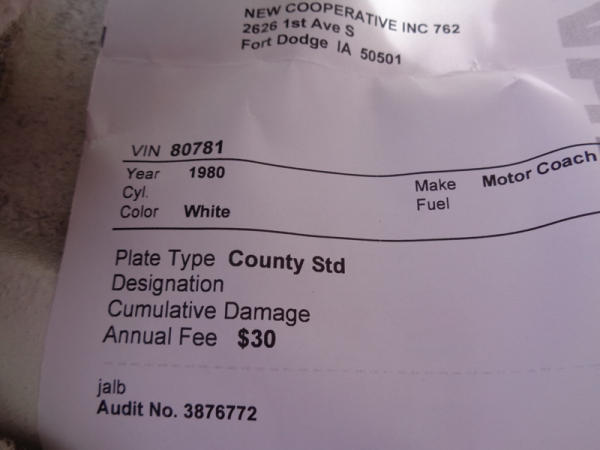 NEW COOPERATIVE INC 762
2626 1st Ave S
Fort Dodge IA 50501
VIN 80781
Year 1980 Make Motor Coach
Cyl. Fuel
Color White
Plate Type County Std
Designation
Cumulative Damage
Annual Fee $30
jalb
Audit No. 3876772